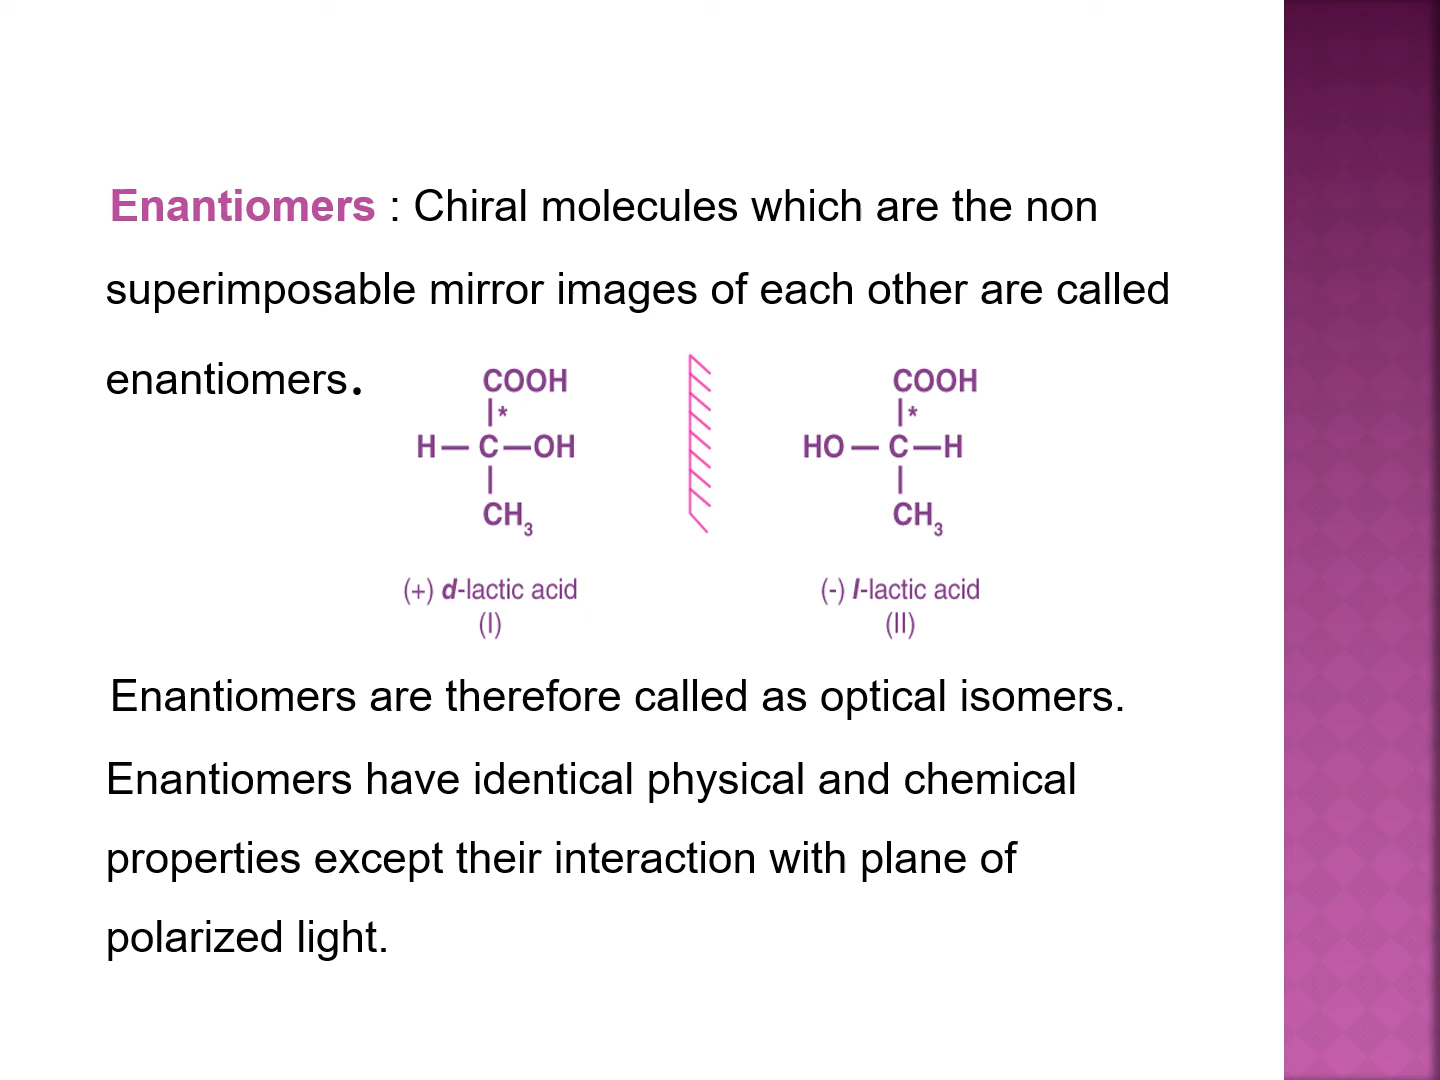 Enantiomers : Chiral molecules which are the non
superimposable mirror images of each other are called
enantiomers.
COOH COOH
| * | *
H — C — OH HO — C — H
| |
CH3 CH3
(+) d-lactic acid (-) l-lactic acid
(I) (II)
Enantiomers are therefore called as optical isomers.
Enantiomers have identical physical and chemical
properties except their interaction with plane of
polarized light.